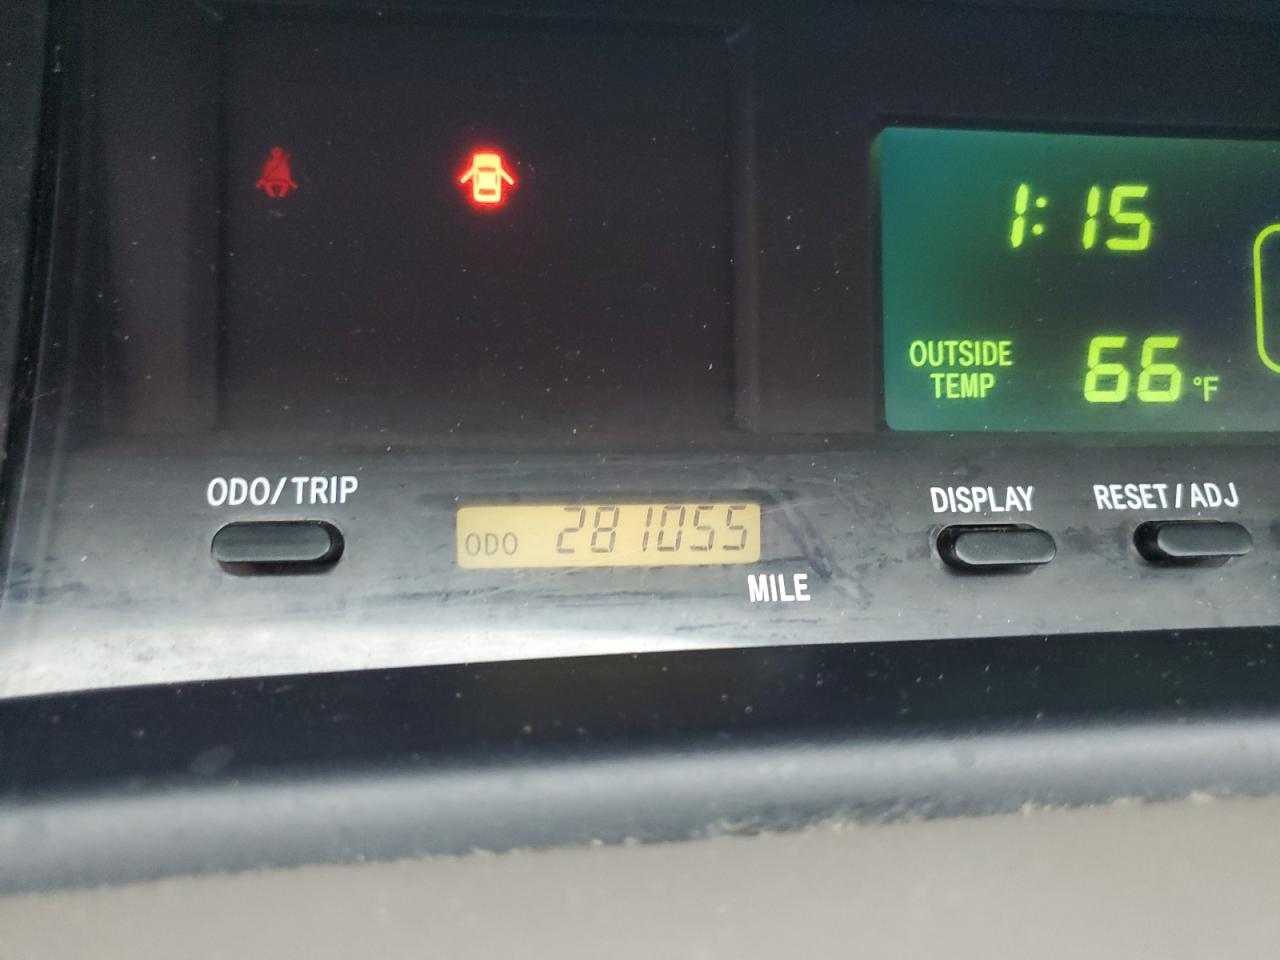 1:15
OUTSIDE
TEMP 66°F
ODO/TRIP
ODO 281055
MILE
DISPLAY
RESET/ADJ